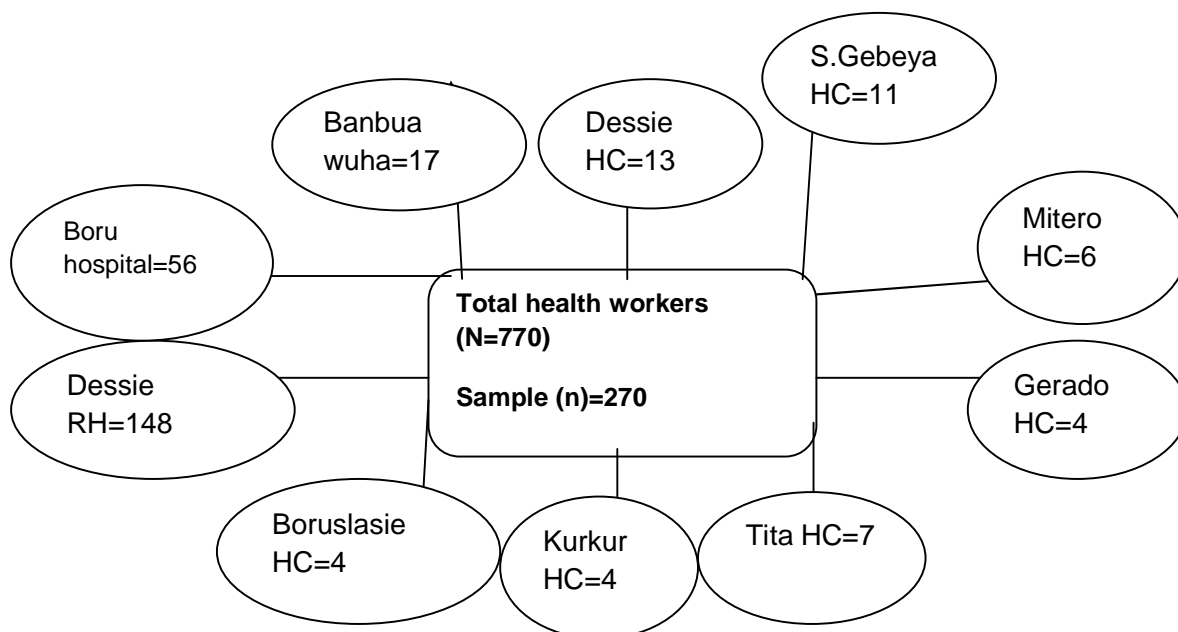 S.Gebeya
HC=11
Banbua
wuha=17
Dessie
HC=13
Boru
hospital=56
Mitero
HC=6
Total health workers
(N=770)
Sample (n)=270
Dessie
RH=148
Gerado
HC=4
Boruslasie
HC=4
Kurkur
HC=4
Tita HC=7